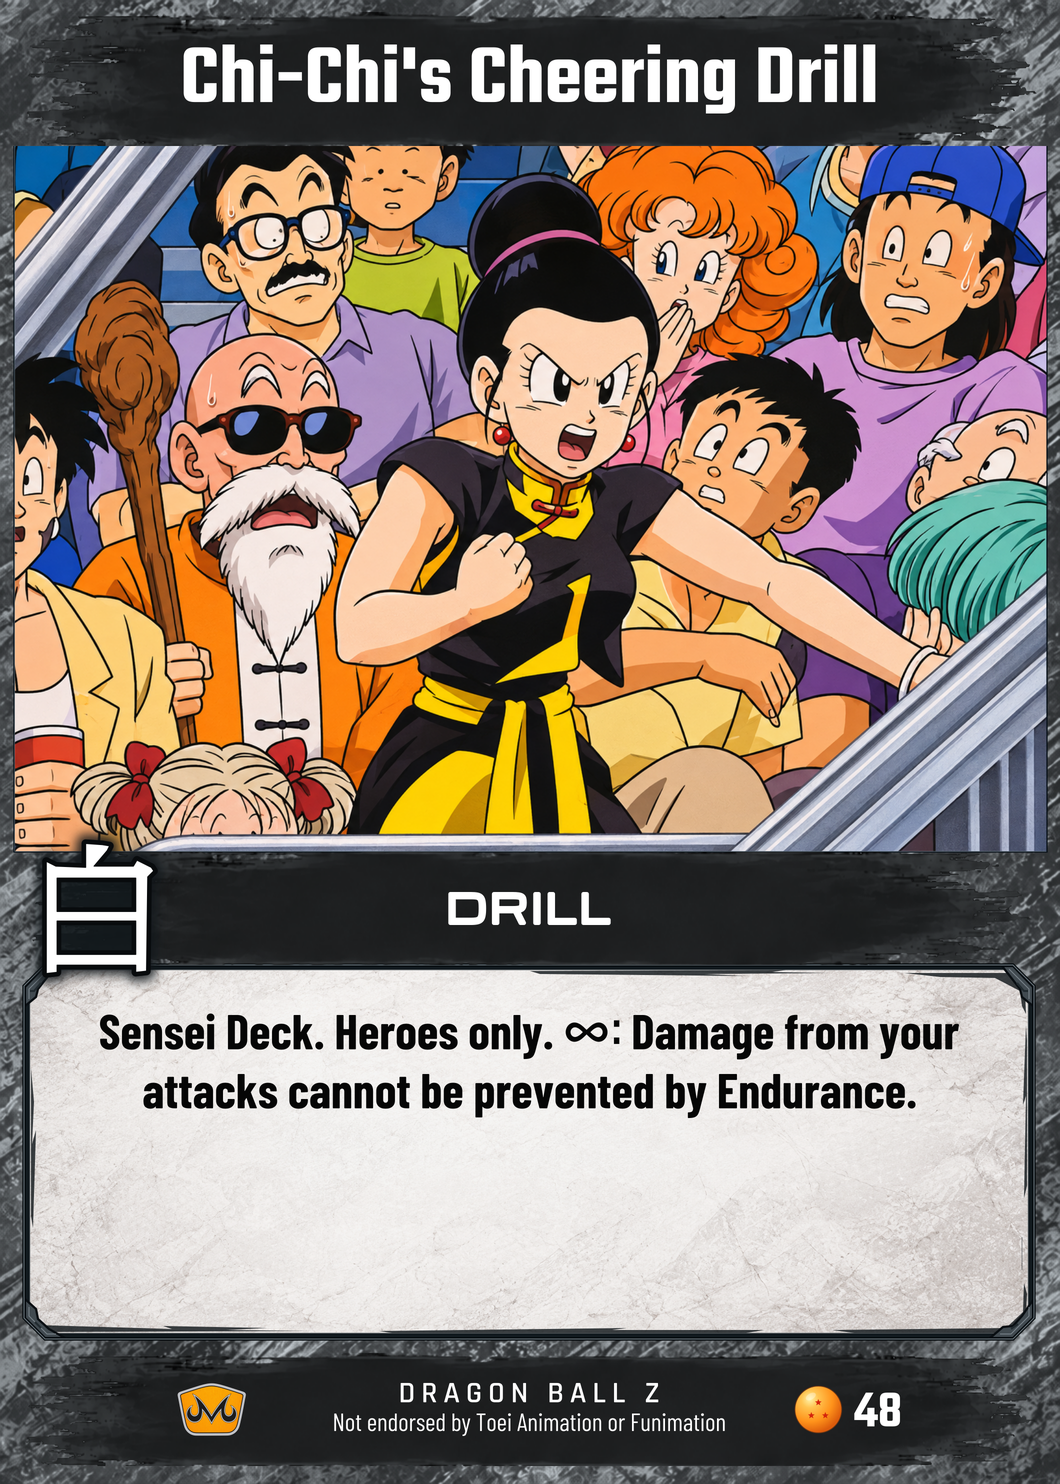 Chi-Chi's Cheering Drill
白
DRILL
Sensei Deck. Heroes only. ∞: Damage from your
attacks cannot be prevented by Endurance.
DRAGON BALL Z
Not endorsed by Toei Animation or Funimation
48